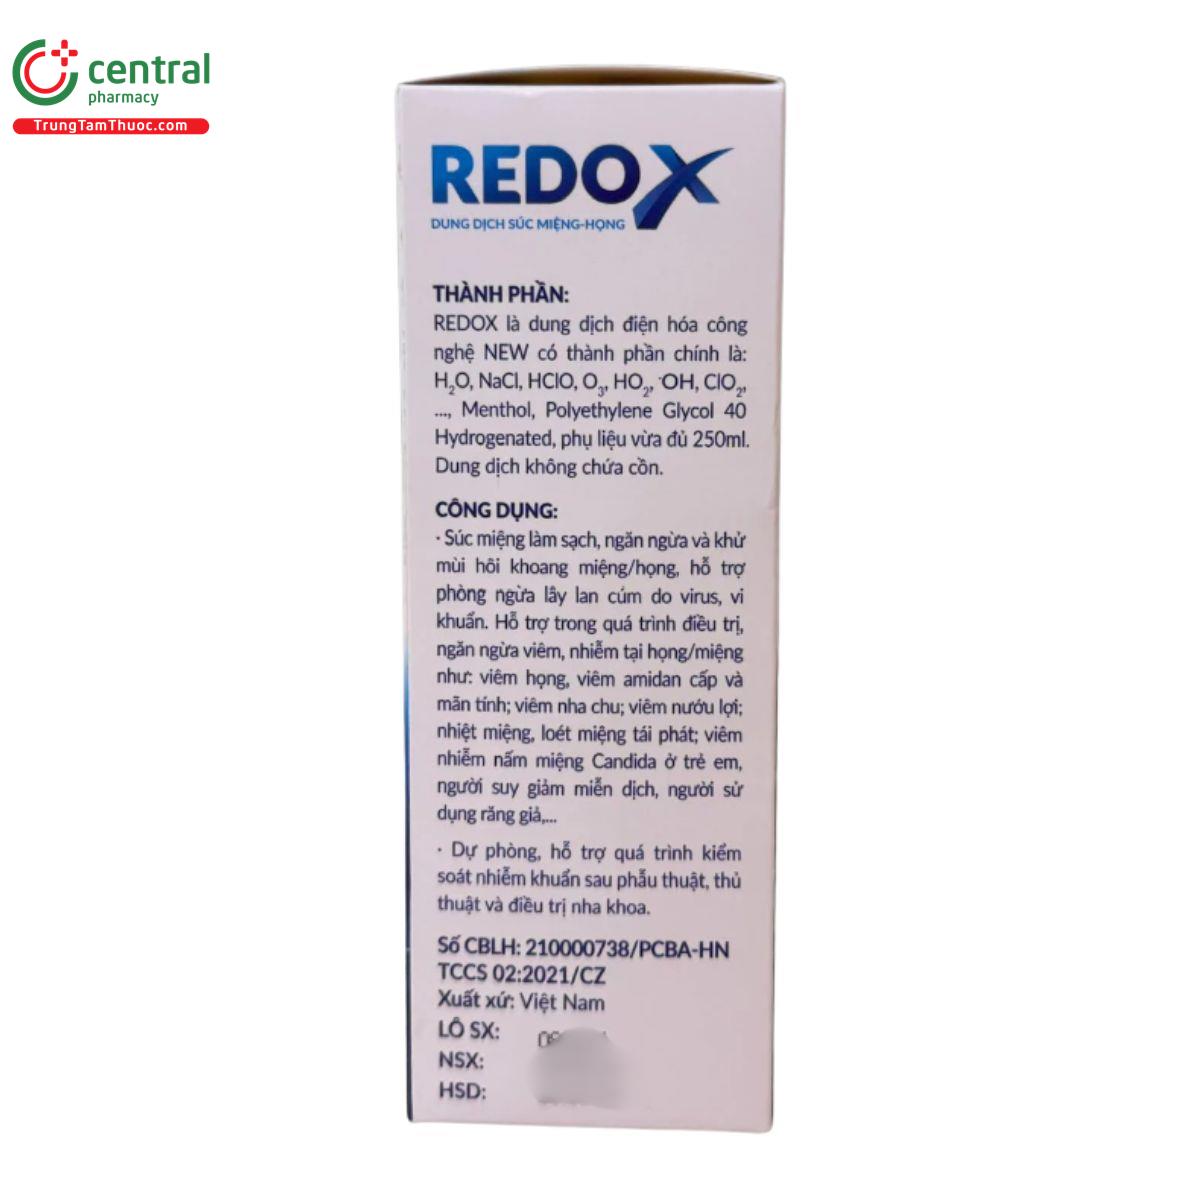 central
pharmacy
TrungTamThuoc.com
REDOX
DUNG DỊCH SÚC MIỆNG-HỌNG
THÀNH PHẦN:
REDOX là dung dịch điện hóa công
nghệ NEW có thành phần chính là:
H₂O, NaCl, HClO, O₃, HO₂, ·OH, ClO₂,
..., Menthol, Polyethylene Glycol 40
Hydrogenated, phụ liệu vừa đủ 250ml.
Dung dịch không chứa cồn.
CÔNG DỤNG:
· Súc miệng làm sạch, ngăn ngừa và khử
mùi hôi khoang miệng/họng, hỗ trợ
phòng ngừa lây lan cúm do virus, vi
khuẩn. Hỗ trợ trong quá trình điều trị,
ngăn ngừa viêm, nhiễm tại họng/miệng
như: viêm họng, viêm amidan cấp và
mãn tính; viêm nha chu; viêm nướu lợi;
nhiệt miệng, loét miệng tái phát; viêm
nhiễm nấm miệng Candida ở trẻ em,
người suy giảm miễn dịch, người sử
dụng răng giả,...
· Dự phòng, hỗ trợ quá trình kiểm
soát nhiễm khuẩn sau phẫu thuật, thủ
thuật và điều trị nha khoa.
Số CBLH: 210000738/PCBA-HN
TCCS 02:2021/CZ
Xuất xứ: Việt Nam
LÔ SX:
NSX:
HSD: